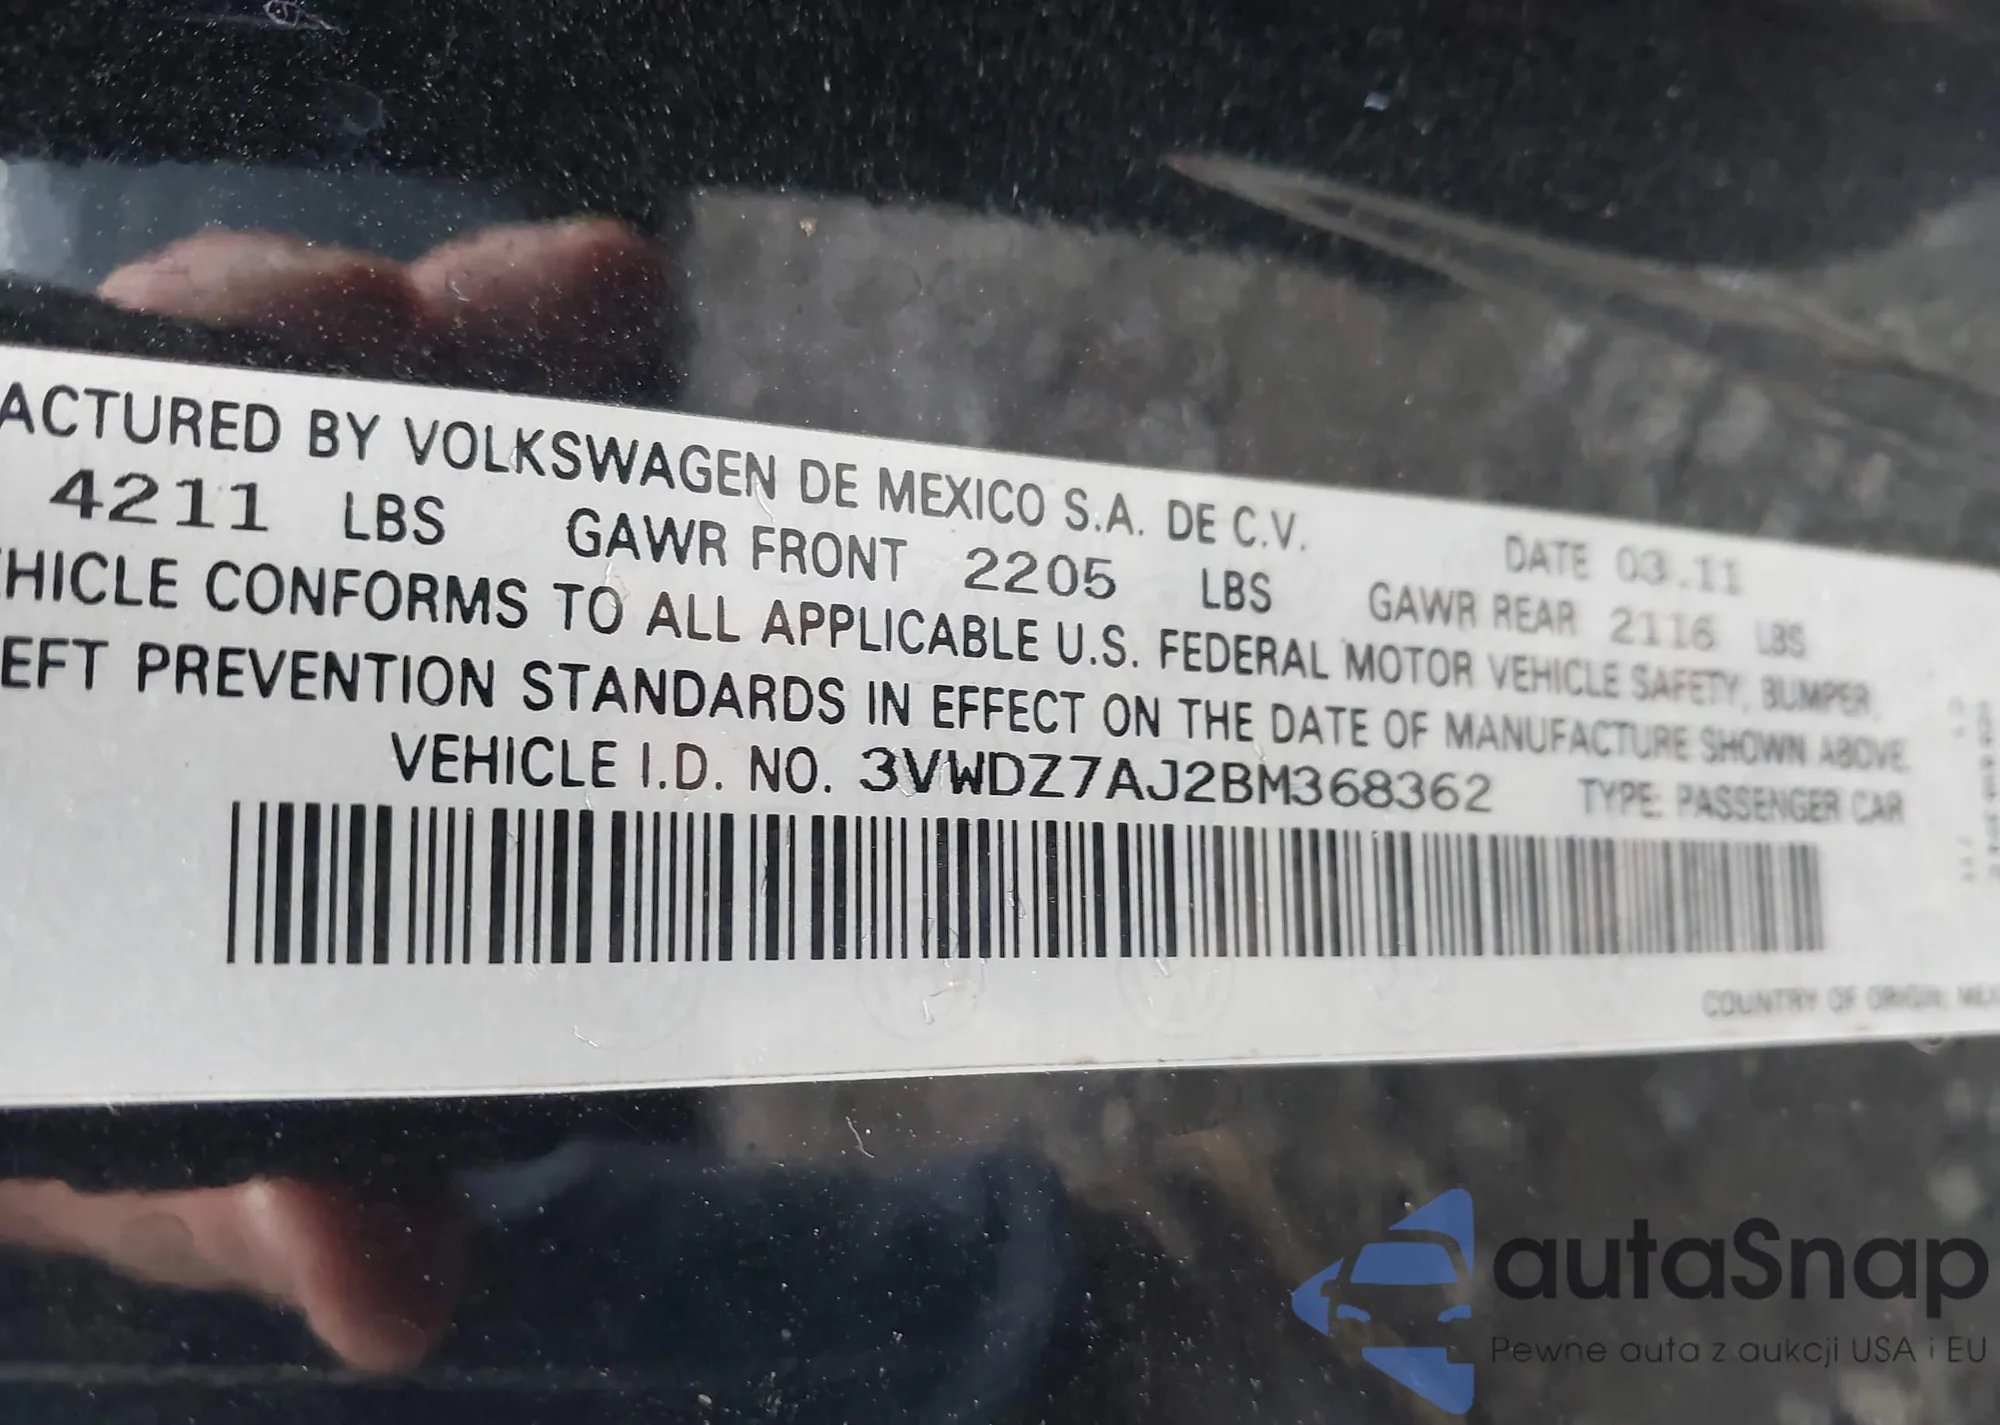 ACTURED BY VOLKSWAGEN DE MEXICO S.A. DE C.V. DATE 03.11
4211 LBS GAWR FRONT 2205 LBS GAWR REAR 2116 LBS
HICLE CONFORMS TO ALL APPLICABLE U.S. FEDERAL MOTOR VEHICLE SAFETY, BUMPER,
EFT PREVENTION STANDARDS IN EFFECT ON THE DATE OF MANUFACTURE SHOWN ABOVE.
VEHICLE I.D. NO. 3VWDZ7AJ2BM368362 TYPE: PASSENGER CAR
COUNTRY OF ORIGIN: MEX
autaSnap
Pewne auta z aukcji USA i EU